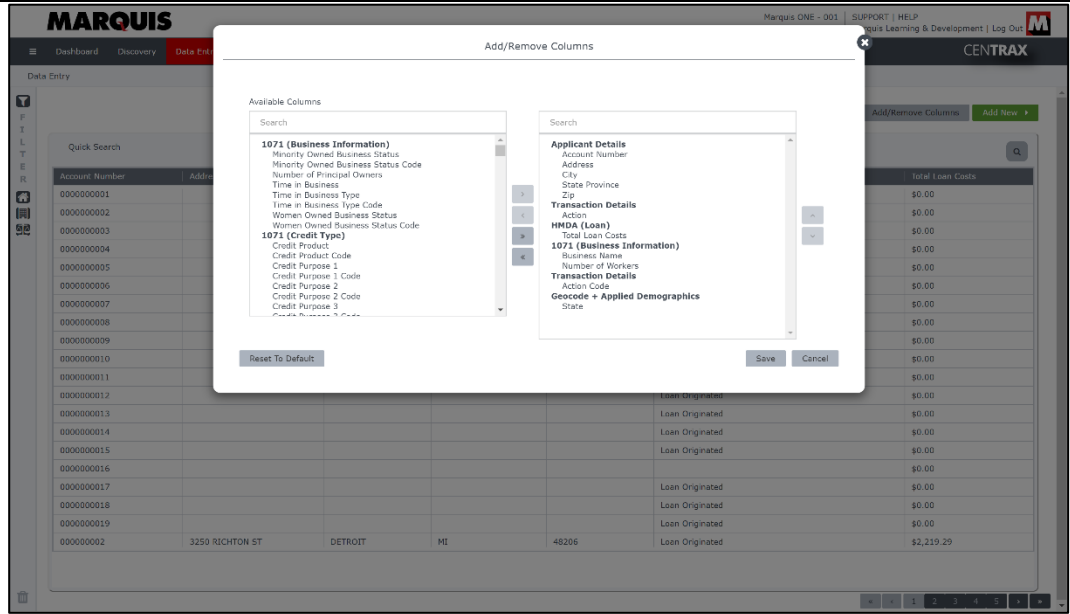 MARQUIS
Marquis ONE - 001 | SUPPORT | HELP
rquis Learning & Development | Log Out
M
Dashboard Discovery Data Ent
CENTRAX
Data Entry
Add/Remove Columns
F
I
L
T
E
R
Available Columns
Search
Search
Add/Remove Columns Add New
Quick Search
Account Number Addre Total Loan Costs
1071 (Business Information)
Minority Owned Business Status
Minority Owned Business Status Code
Number of Principal Owners
Time in Business
Time in Business Type
Time in Business Type Code
Women Owned Business Status
Women Owned Business Status Code
1071 (Credit Type)
Credit Product
Credit Product Code
Credit Purpose 1
Credit Purpose 1 Code
Credit Purpose 2
Credit Purpose 2 Code
Credit Purpose 3
Credit Purpose 3 Code
Applicant Details
Account Number
Address
City
State Province
Zip
Transaction Details
Action
HMDA (Loan)
Total Loan Costs
1071 (Business Information)
Business Name
Number of Workers
Transaction Details
Action Code
Geocode + Applied Demographics
State
Reset To Default
Save Cancel
0000000001 $0.00
0000000002 $0.00
0000000003 $0.00
0000000004 $0.00
0000000005 $0.00
0000000006 $0.00
0000000007 $0.00
0000000008 $0.00
0000000009 $0.00
0000000010 $0.00
0000000011 $0.00
0000000012 Loan Originated $0.00
0000000013 Loan Originated $0.00
0000000014 Loan Originated $0.00
0000000015 Loan Originated $0.00
0000000016 $0.00
0000000017 Loan Originated $0.00
0000000018 Loan Originated $0.00
0000000019 Loan Originated $0.00
000000002 3250 RICHTON ST DETROIT MI 48206 Loan Originated $2,219.29
« ‹ 1 2 3 4 5 › »